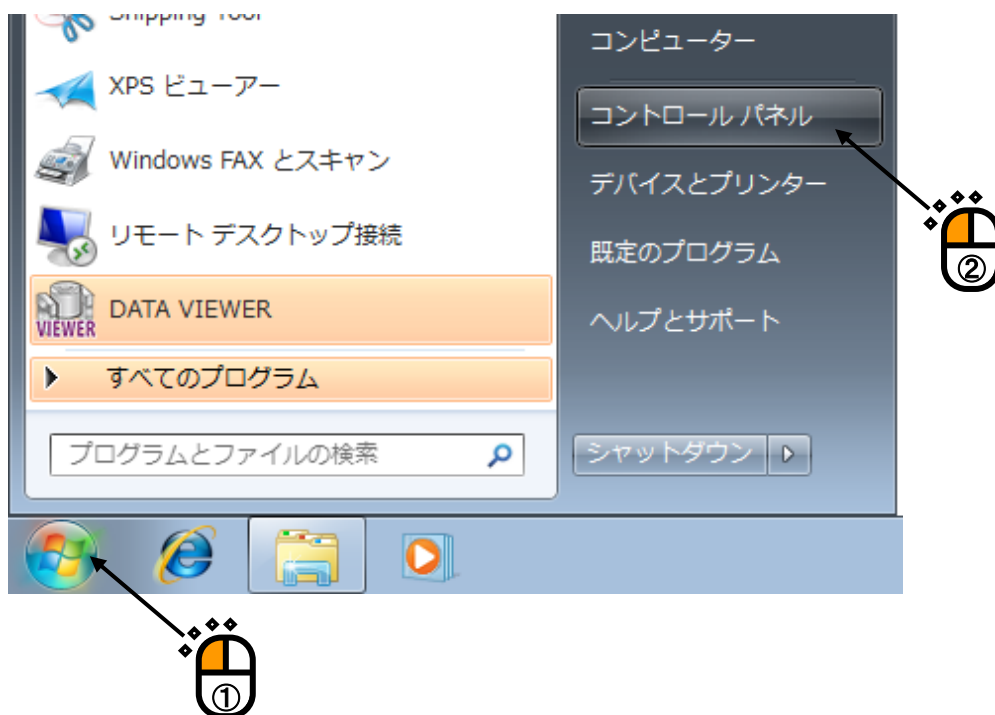 Snipping Tool
XPS ビューアー
Windows FAX とスキャン
リモート デスクトップ接続
VIEWER
DATA VIEWER
すべてのプログラム
プログラムとファイルの検索
コンピューター
コントロール パネル
デバイスとプリンター
既定のプログラム
ヘルプとサポート
シャットダウン
②
①